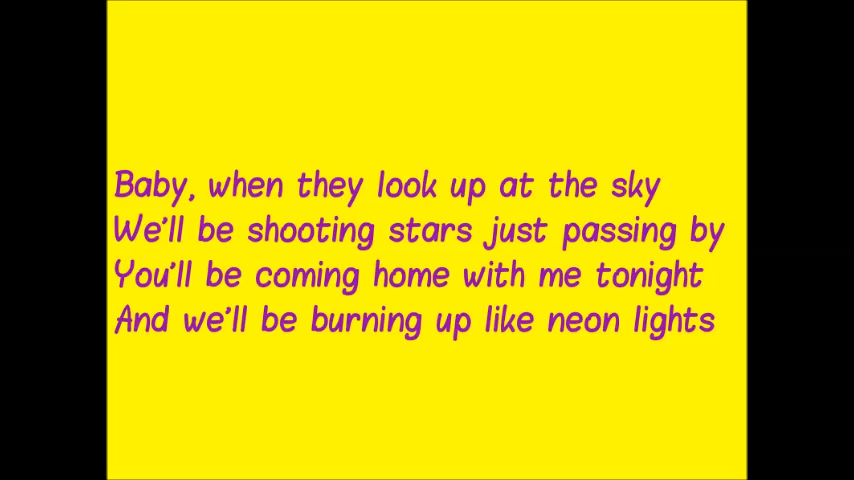 Baby, when they look up at the sky
We'll be shooting stars just passing by
You'll be coming home with me tonight
And we'll be burning up like neon lights